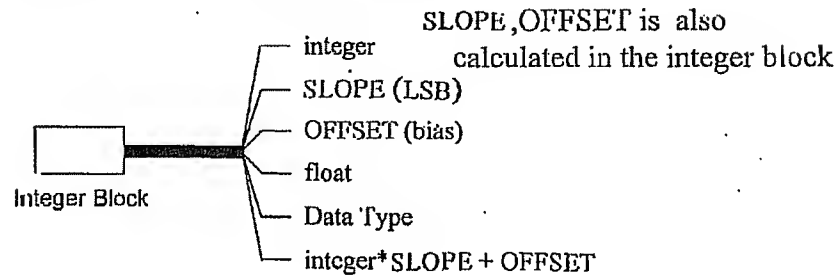 SLOPE,OFFSET is also
calculated in the integer block
integer
SLOPE (LSB)
OFFSET (bias)
float
Data Type
integer*SLOPE + OFFSET
Integer Block